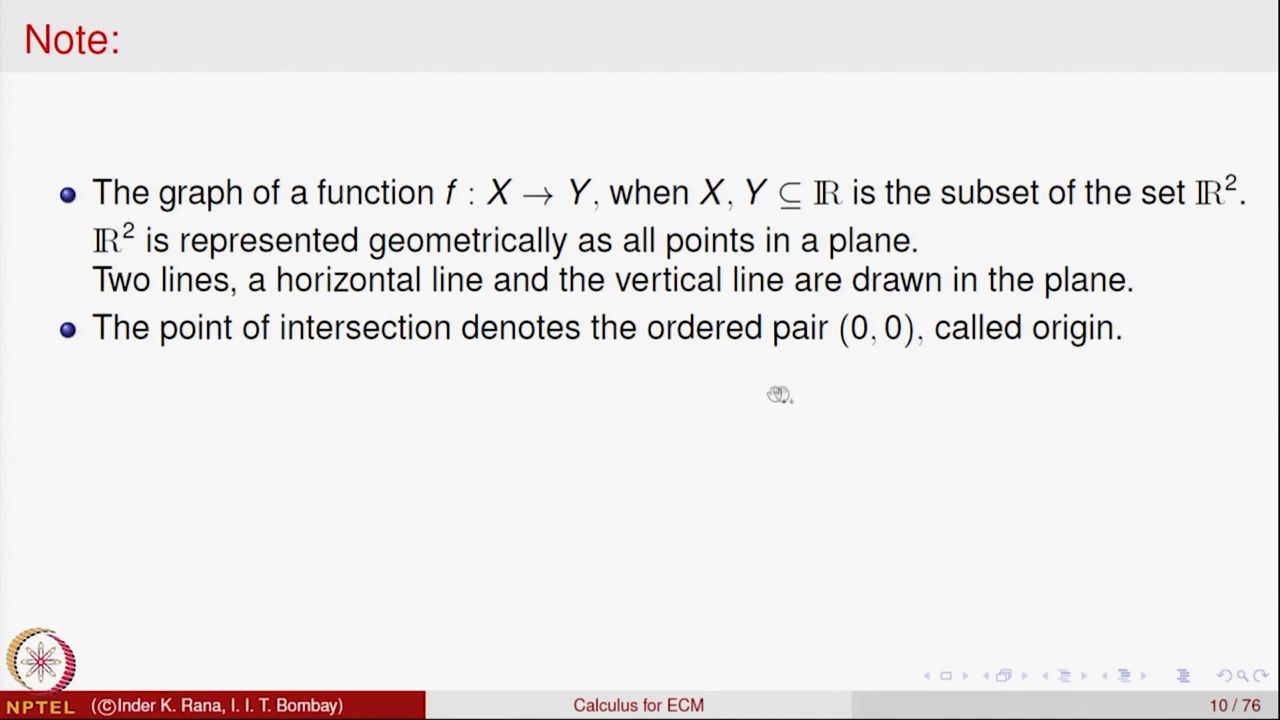 Note:
The graph of a function f : X → Y, when X, Y ⊆ ℝ is the subset of the set ℝ².
ℝ² is represented geometrically as all points in a plane.
Two lines, a horizontal line and the vertical line are drawn in the plane.
The point of intersection denotes the ordered pair (0, 0), called origin.
NPTEL (©Inder K. Rana, I. I. T. Bombay) Calculus for ECM 10 / 76